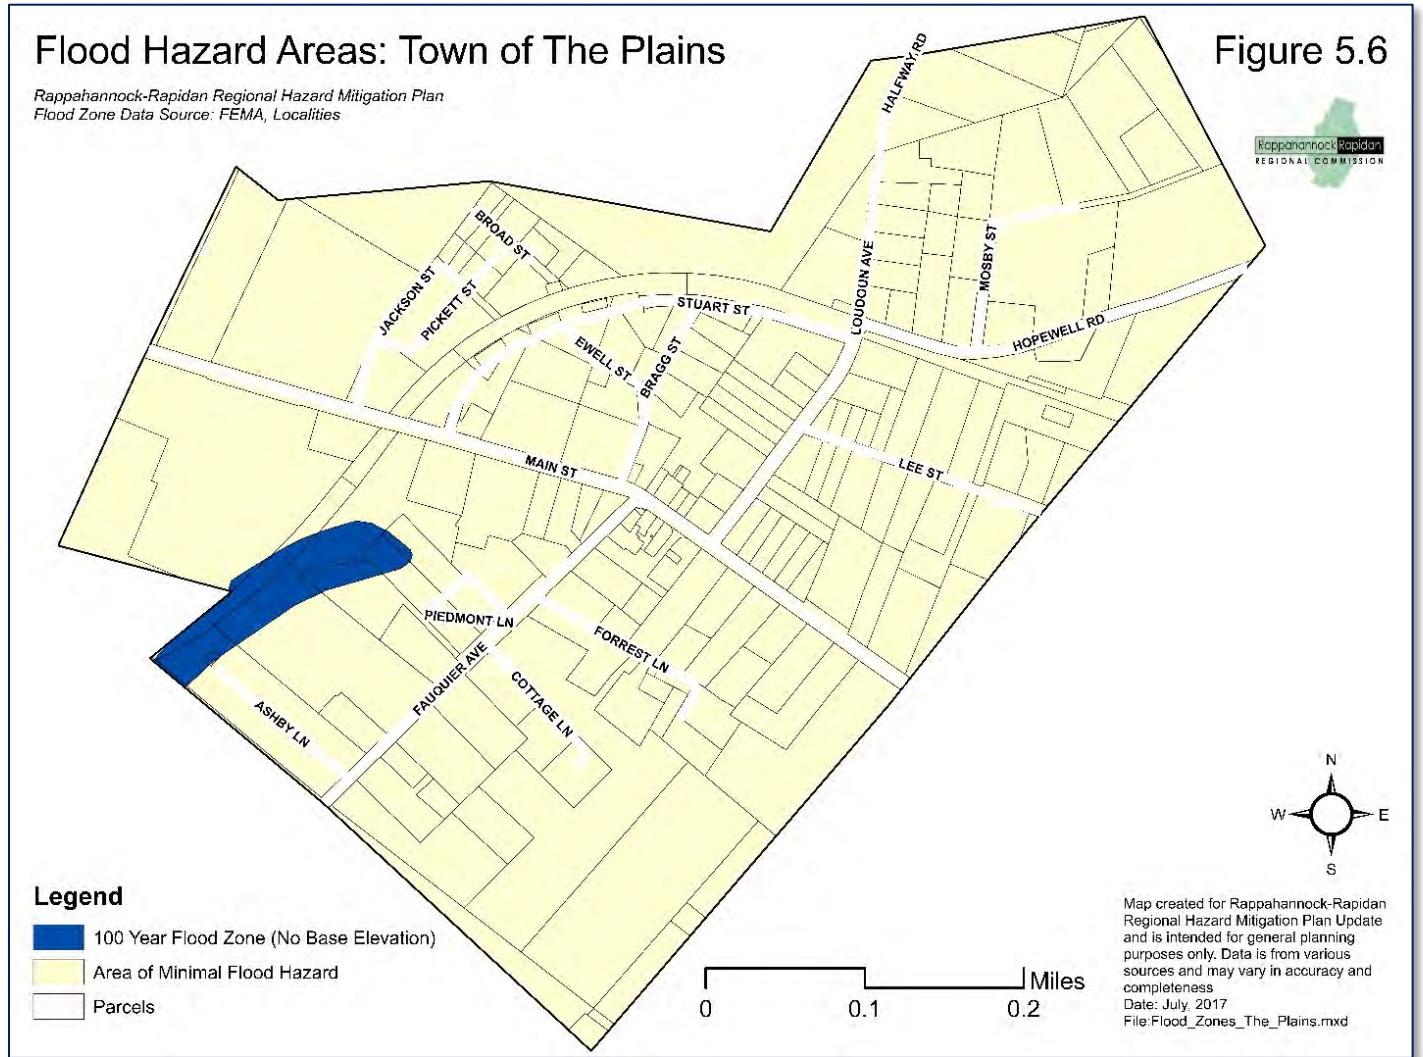 Flood Hazard Areas: Town of The Plains
Figure 5.6
Rappahannock-Rapidan Regional Hazard Mitigation Plan
Flood Zone Data Source: FEMA, Localities
Rappahannock Rapidan
REGIONAL COMMISSION
HALFWAY RD
BROAD ST
JACKSON ST
PICKETT ST
STUART ST
LOUDOUN AVE
MOSBY ST
HOPEWELL RD
EWELL ST
BRAGG ST
MAIN ST
LEE ST
PIEDMONT LN
FORREST LN
FAUQUIER AVE
COTTAGE LN
ASHBY LN
N
W
E
S
Legend
100 Year Flood Zone (No Base Elevation)
Area of Minimal Flood Hazard
Parcels
Miles
0
0.1
0.2
Map created for Rappahannock-Rapidan
Regional Hazard Mitigation Plan Update
and is intended for general planning
purposes only. Data is from various
sources and may vary in accuracy and
completeness
Date: July, 2017
File:Flood_Zones_The_Plains.mxd